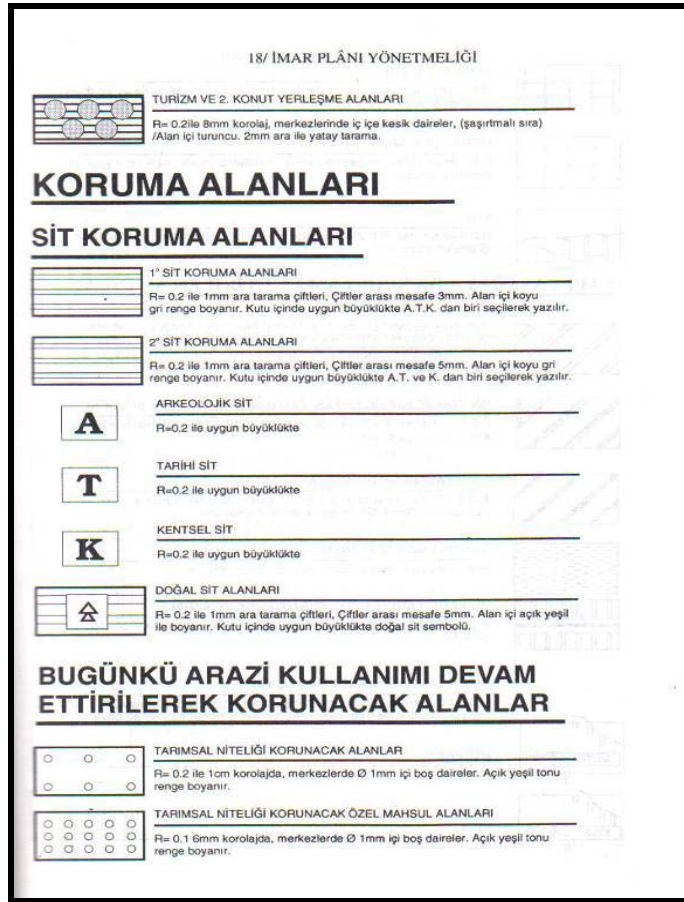 18/ İMAR PLÂNI YÖNETMELİĞİ
TURİZM VE 2. KONUT YERLEŞME ALANLARI
R= 0.2ile 8mm korolaj, merkezlerinde iç içe kesik daireler, (şaşırtmalı sıra)
/Alan içi turuncu. 2mm ara ile yatay tarama.
KORUMA ALANLARI
SİT KORUMA ALANLARI
1° SİT KORUMA ALANLARI
R= 0.2 ile 1mm ara tarama çiftleri, Çiftler arası mesafe 3mm. Alan içi koyu
gri renge boyanır. Kutu içinde uygun büyüklükte A.T.K. dan biri seçilerek yazılır.
2° SİT KORUMA ALANLARI
R= 0.2 ile 1mm ara tarama çiftleri, Çiftler arası mesafe 5mm. Alan içi koyu gri
renge boyanır. Kutu içinde uygun büyüklükte A.T. ve K. dan biri seçilerek yazılır.
ARKEOLOJİK SİT
A
R=0.2 ile uygun büyüklükte
TARİHİ SİT
T
R=0.2 ile uygun büyüklükte
KENTSEL SİT
K
R=0.2 ile uygun büyüklükte
DOĞAL SİT ALANLARI
R= 0.2 ile 1mm ara tarama çiftleri, Çiftler arası mesafe 5mm. Alan içi açık yeşil
ile boyanır. Kutu içinde uygun büyüklükte doğal sit sembolü.
BUGÜNKÜ ARAZİ KULLANIMI DEVAM
ETTİRİLEREK KORUNACAK ALANLAR
TARIMSAL NİTELİĞİ KORUNACAK ALANLAR
R= 0.2 ile 1cm korolajda, merkezlerde Ø 1mm içi boş daireler. Açık yeşil tonu
renge boyanır.
TARIMSAL NİTELİĞİ KORUNACAK ÖZEL MAHSUL ALANLARI
R= 0.1 6mm korolajda, merkezlerde Ø 1mm içi boş daireler. Açık yeşil tonu
renge boyanır.